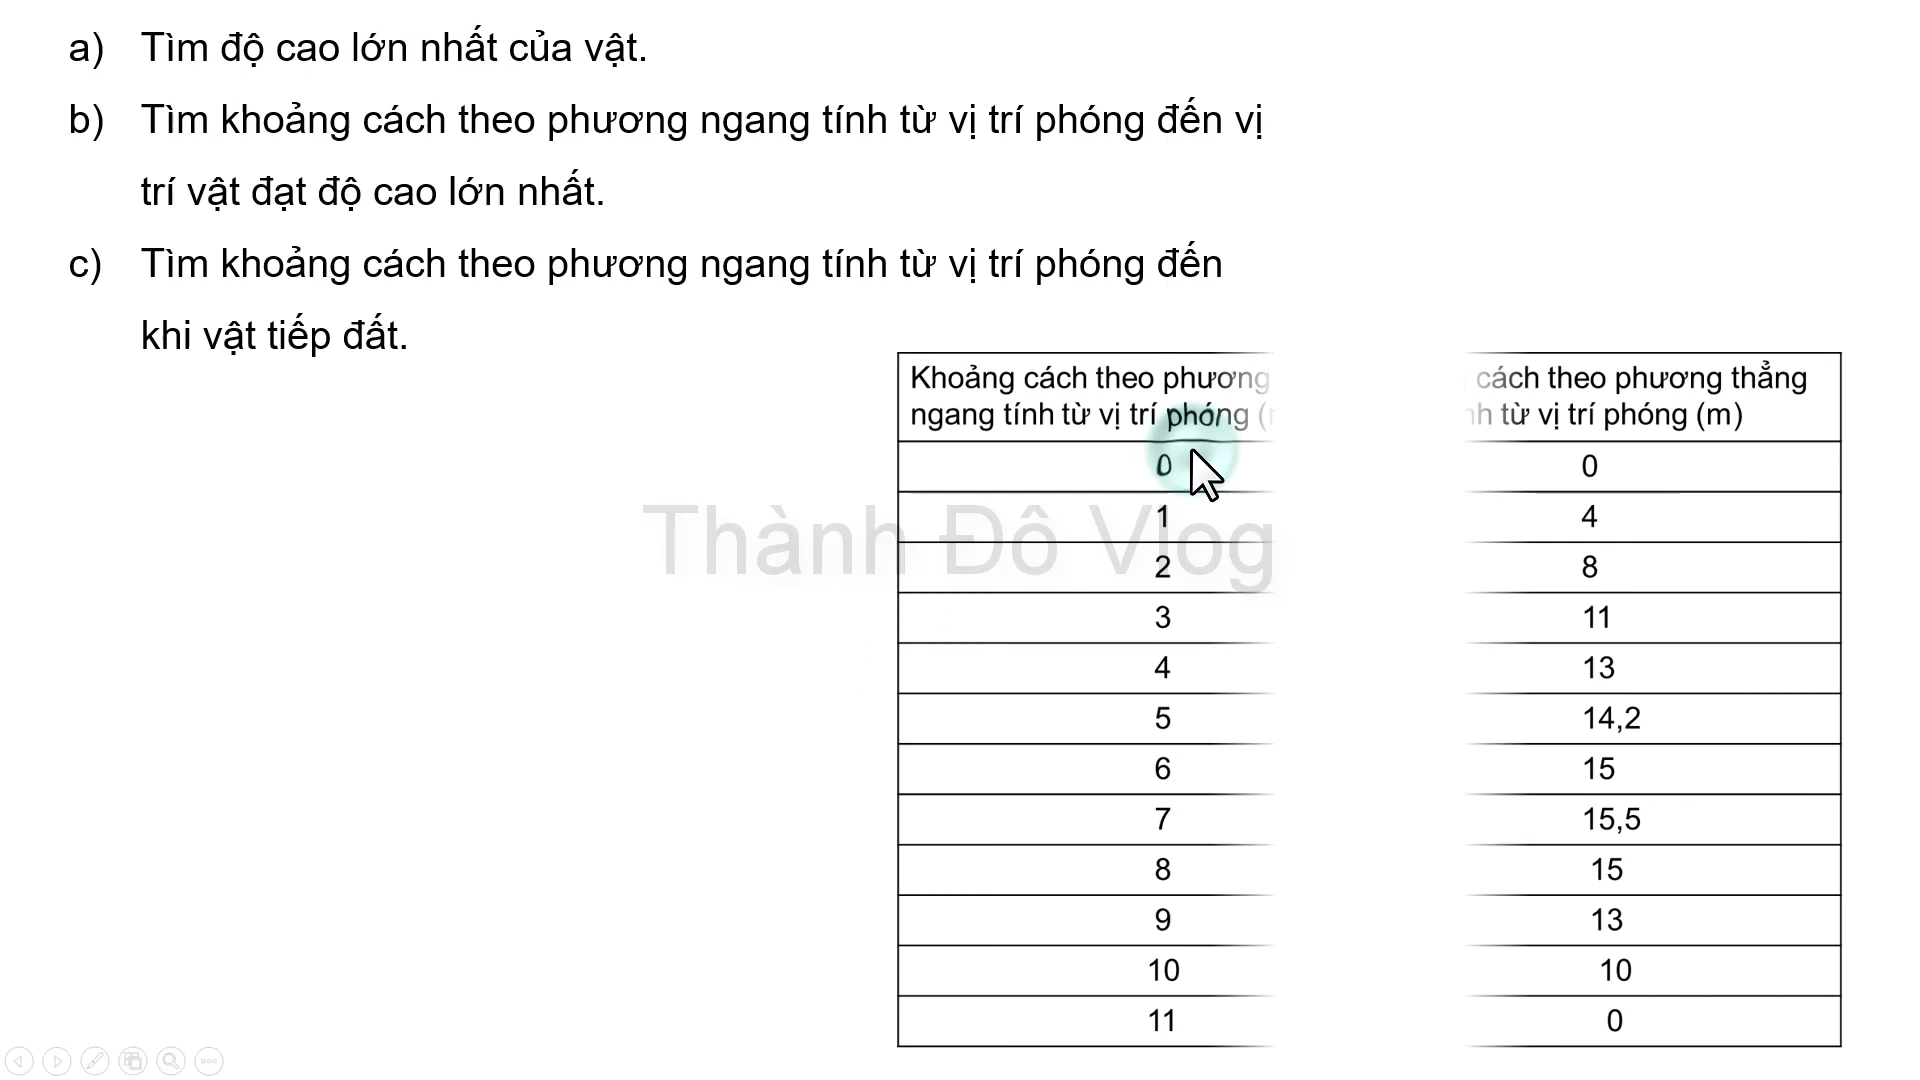 a) Tìm độ cao lớn nhất của vật.
b) Tìm khoảng cách theo phương ngang tính từ vị trí phóng đến vị
trí vật đạt độ cao lớn nhất.
c) Tìm khoảng cách theo phương ngang tính từ vị trí phóng đến
khi vật tiếp đất.
Khoảng cách theo phương cách theo phương thẳng
ngang tính từ vị trí phóng từ vị trí phóng (m)
0 0
1 4
Thành Đô Vlog
2 8
3 11
4 13
5 14,2
6 15
7 15,5
8 15
9 13
10 10
11 0